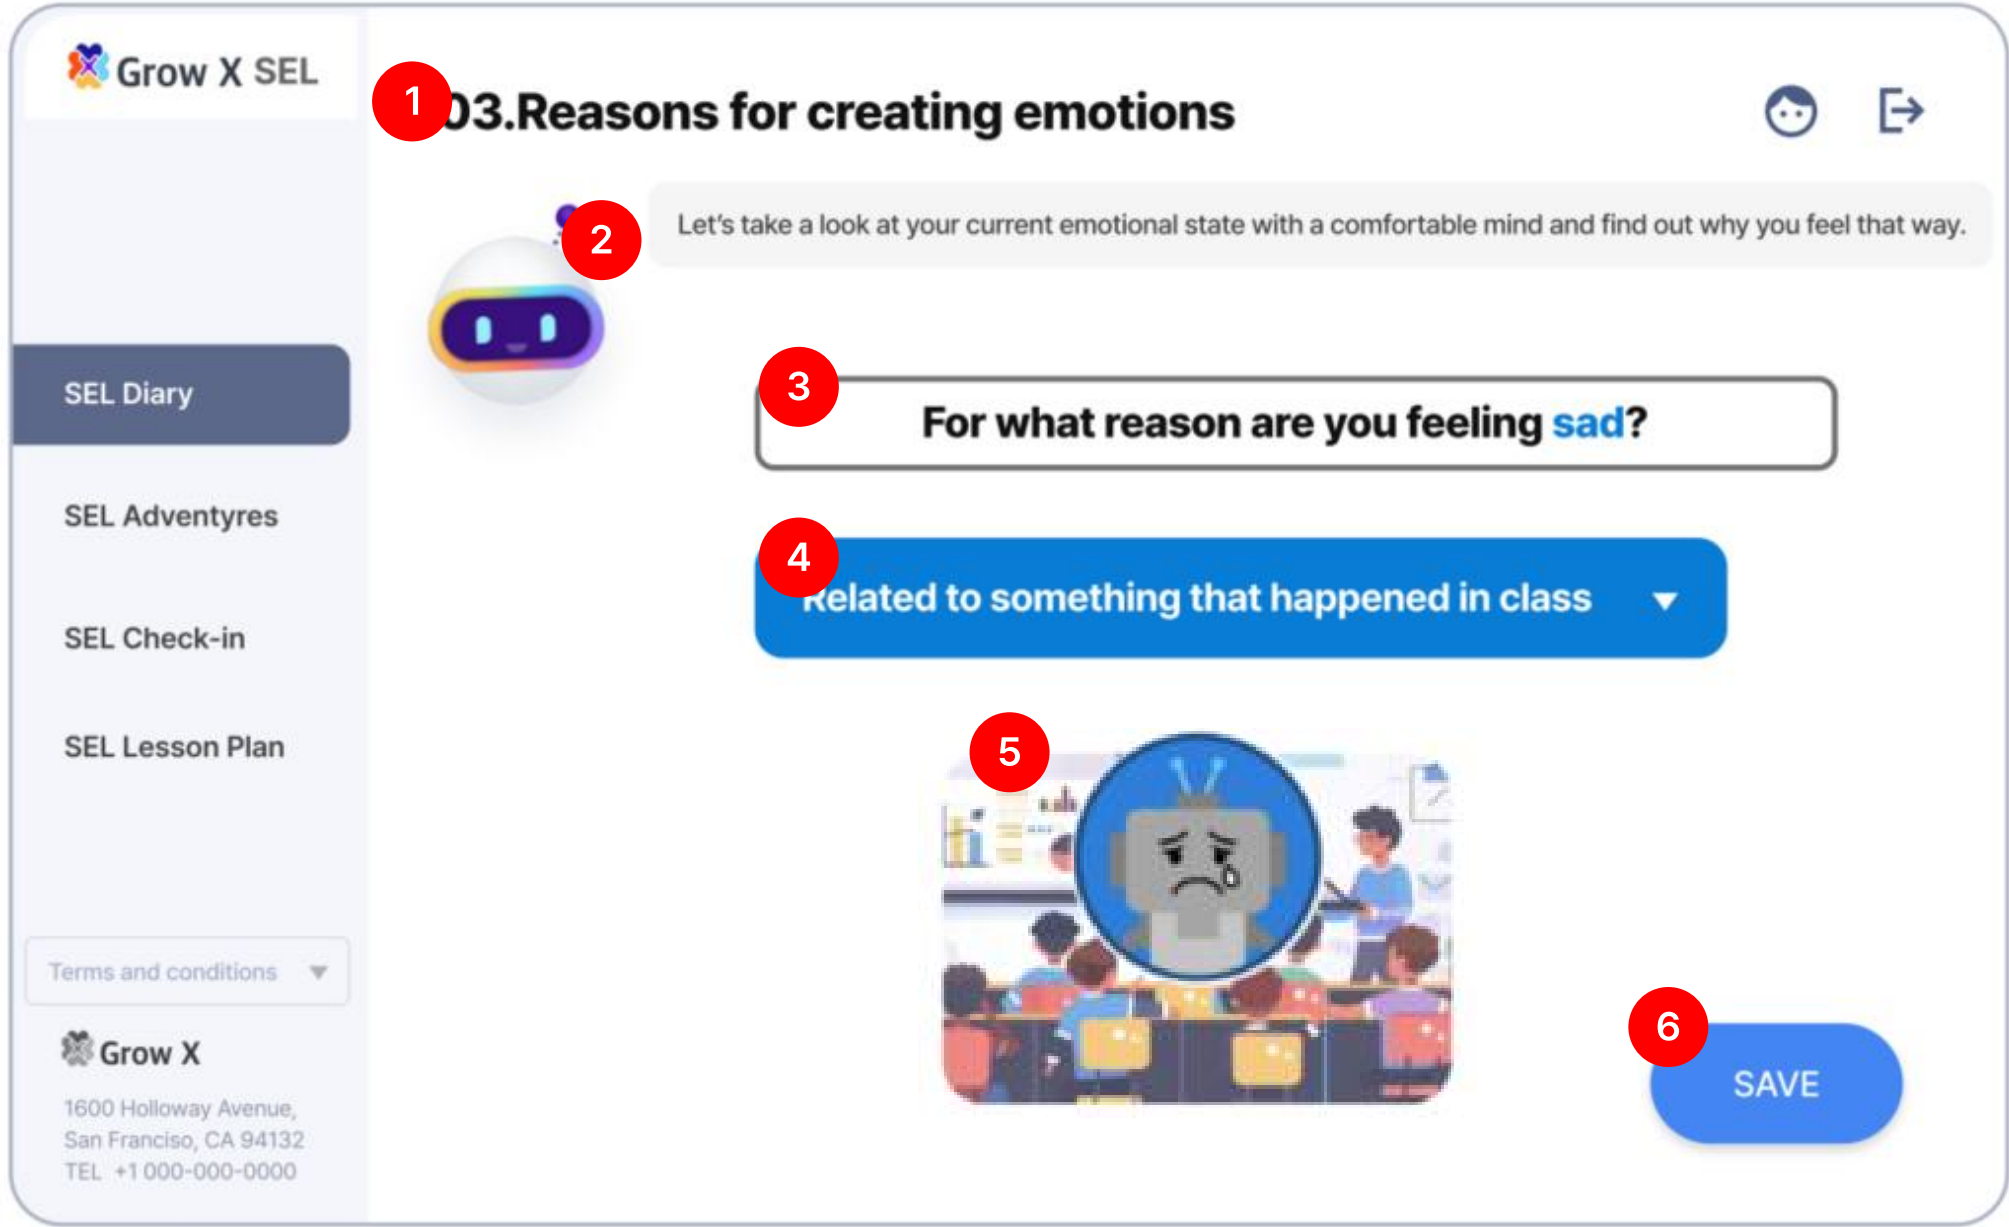 Grow X SEL
1
03.Reasons for creating emotions
2
Let's take a look at your current emotional state with a comfortable mind and find out why you feel that way.
SEL Diary
SEL Adventyres
SEL Check-in
SEL Lesson Plan
3
For what reason are you feeling sad?
4
Related to something that happened in class
5
6
SAVE
Terms and conditions
Grow X
1600 Holloway Avenue,
San Franciso, CA 94132
TEL +1 000-000-0000